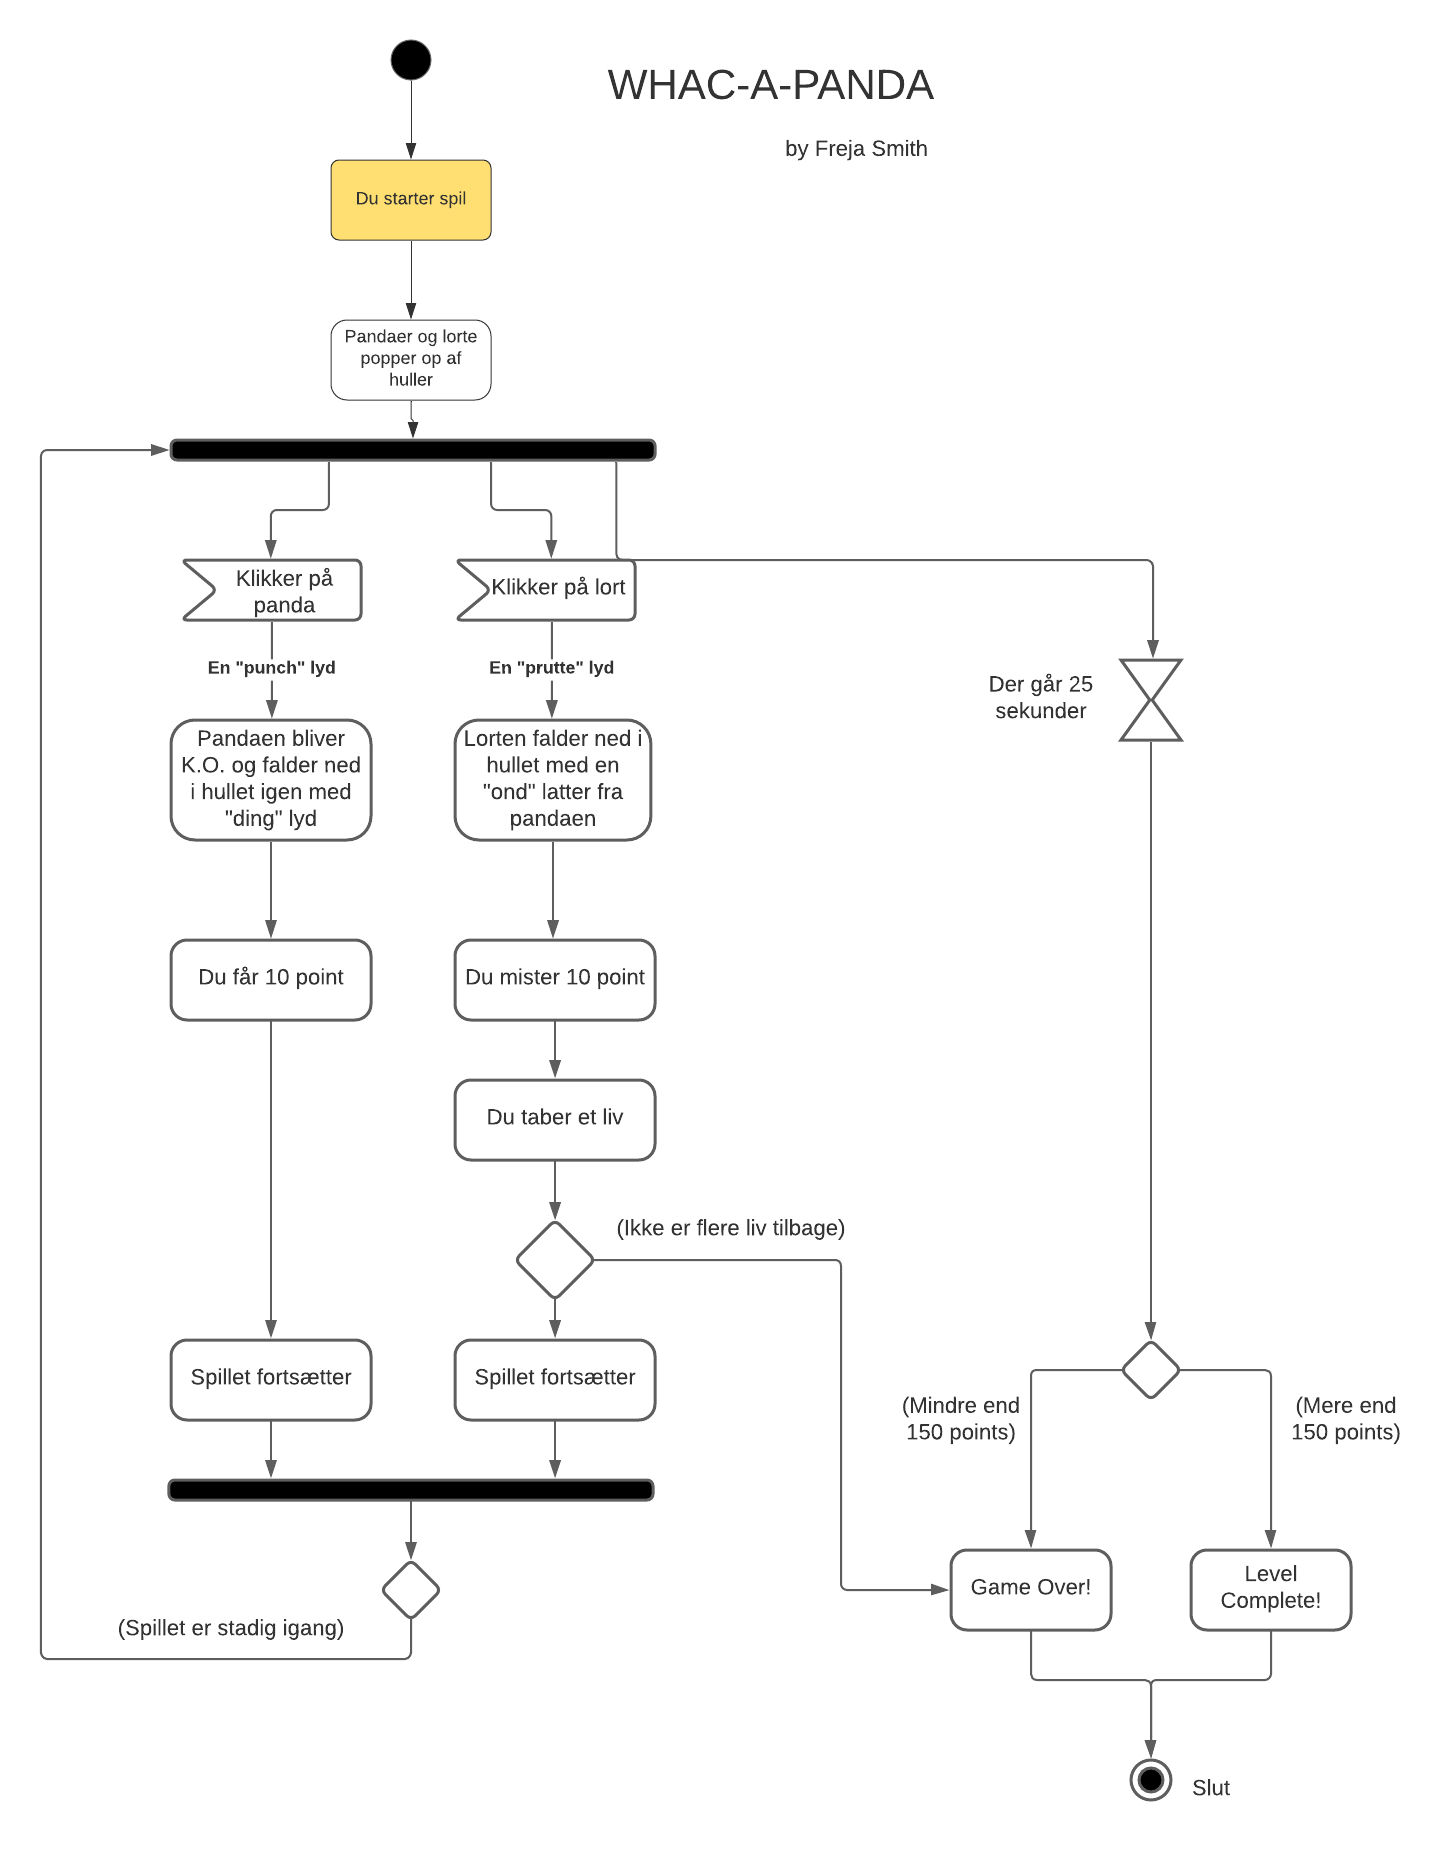 WHAC-A-PANDA
by Freja Smith
Du starter spil
Pandaer og lorte
popper op af
huller
Klikker på
panda
Klikker på lort
En "punch" lyd
En "prutte" lyd
Der går 25
sekunder
Pandaen bliver
K.O. og falder ned
i hullet igen med
"ding" lyd
Lorten falder ned i
hullet med en
"ond" latter fra
pandaen
Du får 10 point
Du mister 10 point
Du taber et liv
(Ikke er flere liv tilbage)
Spillet fortsætter
Spillet fortsætter
(Mindre end
150 points)
(Mere end
150 points)
Game Over!
Level
Complete!
(Spillet er stadig igang)
Slut